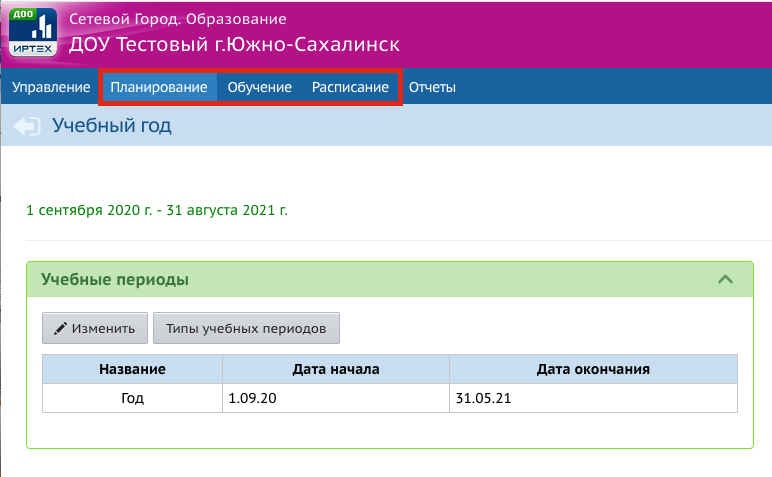 ДОО
ИРТЕХ
Сетевой Город. Образование
ДОУ Тестовый г.Южно-Сахалинск
Управление Планирование Обучение Расписание Отчеты
Учебный год
1 сентября 2020 г. - 31 августа 2021 г.
Учебные периоды
Изменить Типы учебных периодов
Название Дата начала Дата окончания
Год 1.09.20 31.05.21